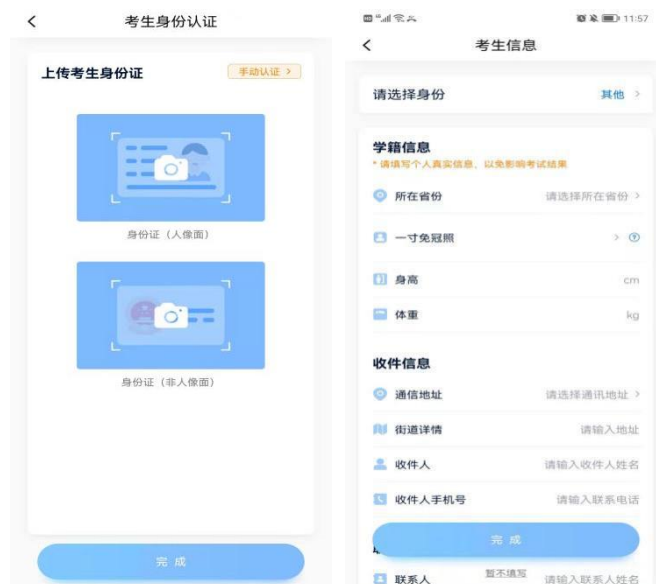 考生身份认证
上传考生身份证
手动认证 >
身份证（人像面）
身份证（非人像面）
完成
11:57
考生信息
请选择身份 其他 >
学籍信息
* 请填写个人真实信息，以免影响考试结果
所在省份 请选择所在省份 >
一寸免冠照 >
身高 cm
体重 kg
收件信息
通信地址 请选择通讯地址 >
街道详情 请输入地址
收件人 请输入收件人姓名
收件人手机号 请输入联系电话
完成
暂不填写
联系人 请输入联系人姓名